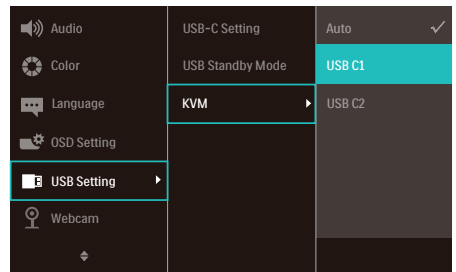 Audio
Color
Language
OSD Setting
USB Setting
Webcam
USB-C Setting
USB Standby Mode
KVM
Auto
USB C1
USB C2